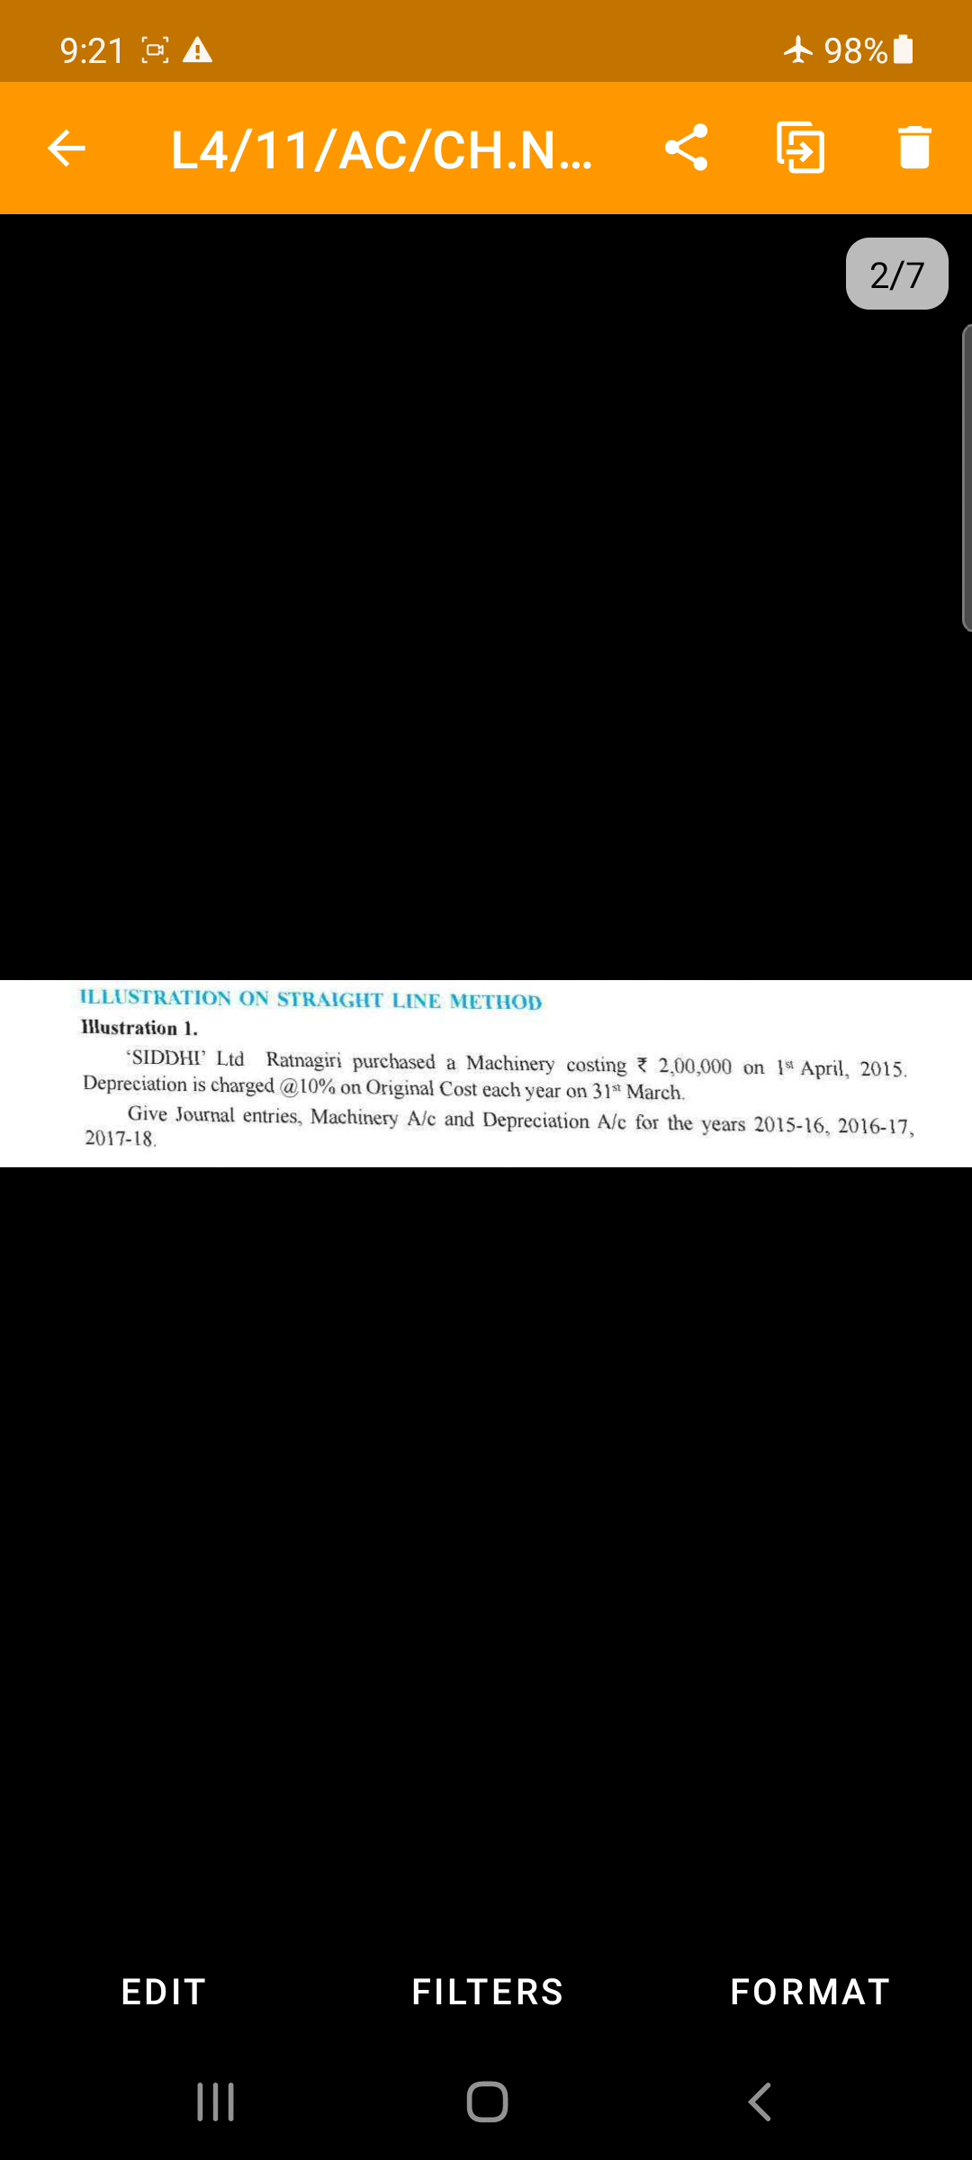 9:21 98%
L4/11/AC/CH.N...
2/7
ILLUSTRATION ON STRAIGHT LINE METHOD
Illustration 1.
‘SIDDHI’ Ltd Ratnagiri purchased a Machinery costing ₹ 2,00,000 on 1st April, 2015.
Depreciation is charged @10% on Original Cost each year on 31st March.
Give Journal entries, Machinery A/c and Depreciation A/c for the years 2015-16, 2016-17,
2017-18.
EDIT FILTERS FORMAT